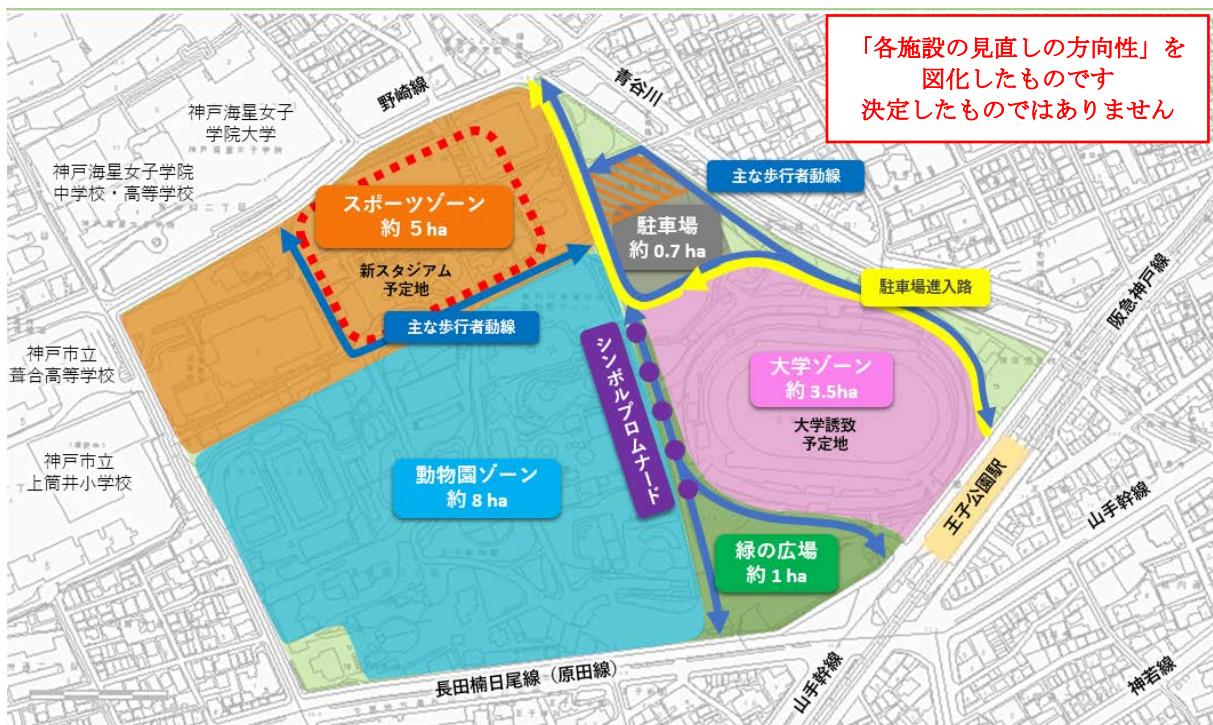 「各施設の見直しの方向性」を
図化したものです
決定したものではありません
野崎線
青谷川
神戸海星女子
学院大学
神戸海星女子学院
中学校・高等学校
主な歩行者動線
スポーツゾーン
約 5 ha
駐車場
約 0.7 ha
新スタジアム
予定地
駐車場進入路
阪急神戸線
主な歩行者動線
神戸市立
葺合高等学校
シンボルプロムナード
大学ゾーン
約 3.5ha
大学誘致
予定地
神戸市立
上筒井小学校
動物園ゾーン
約 8 ha
王子公園駅
山手幹線
緑の広場
約 1 ha
長田楠日尾線（原田線）
山手幹線
神若線